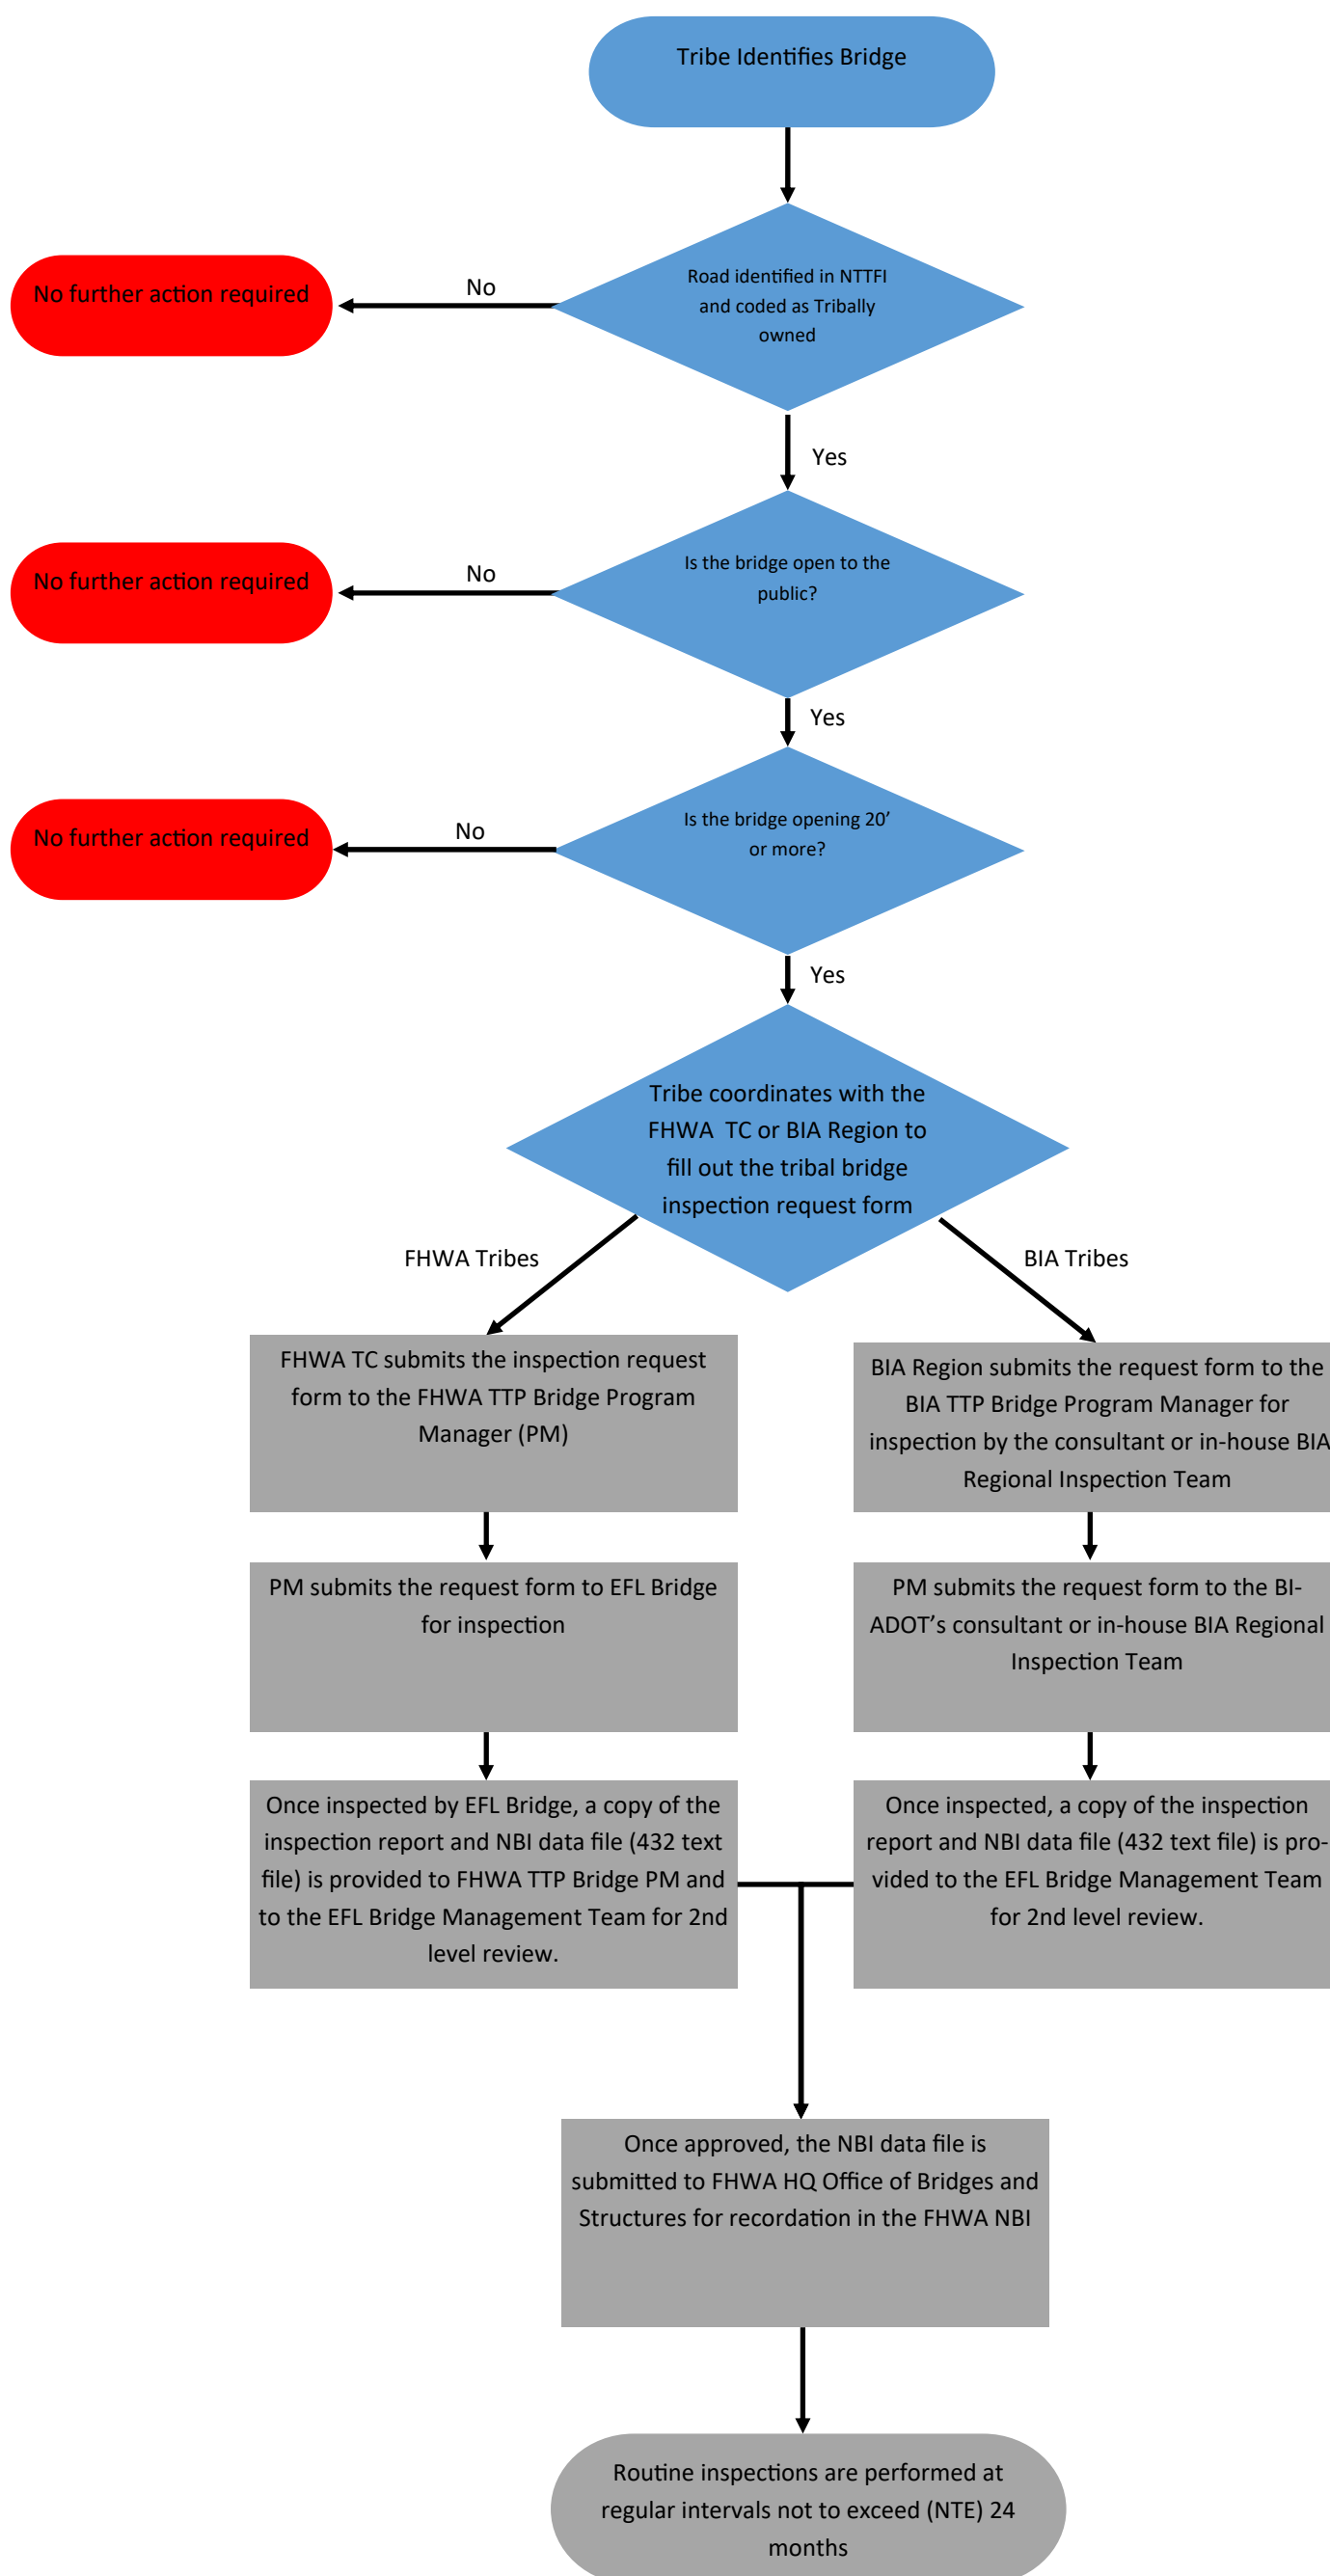 Tribe Identifies Bridge
Road identified in NTTFI
and coded as Tribally
owned
No
No further action required
Yes
Is the bridge open to the
public?
No
No further action required
Yes
Is the bridge opening 20’
or more?
No
No further action required
Yes
Tribe coordinates with the
FHWA TC or BIA Region to
fill out the tribal bridge
inspection request form
FHWA Tribes
BIA Tribes
FHWA TC submits the inspection request
form to the FHWA TTP Bridge Program
Manager (PM)
BIA Region submits the request form to the
BIA TTP Bridge Program Manager for
inspection by the consultant or in-house BIA
Regional Inspection Team
PM submits the request form to EFL Bridge
for inspection
PM submits the request form to the BI-
ADOT’s consultant or in-house BIA Regional
Inspection Team
Once inspected by EFL Bridge, a copy of the
inspection report and NBI data file (432 text
file) is provided to FHWA TTP Bridge PM and
to the EFL Bridge Management Team for 2nd
level review.
Once inspected, a copy of the inspection
report and NBI data file (432 text file) is pro-
vided to the EFL Bridge Management Team
for 2nd level review.
Once approved, the NBI data file is
submitted to FHWA HQ Office of Bridges and
Structures for recordation in the FHWA NBI
Routine inspections are performed at
regular intervals not to exceed (NTE) 24
months